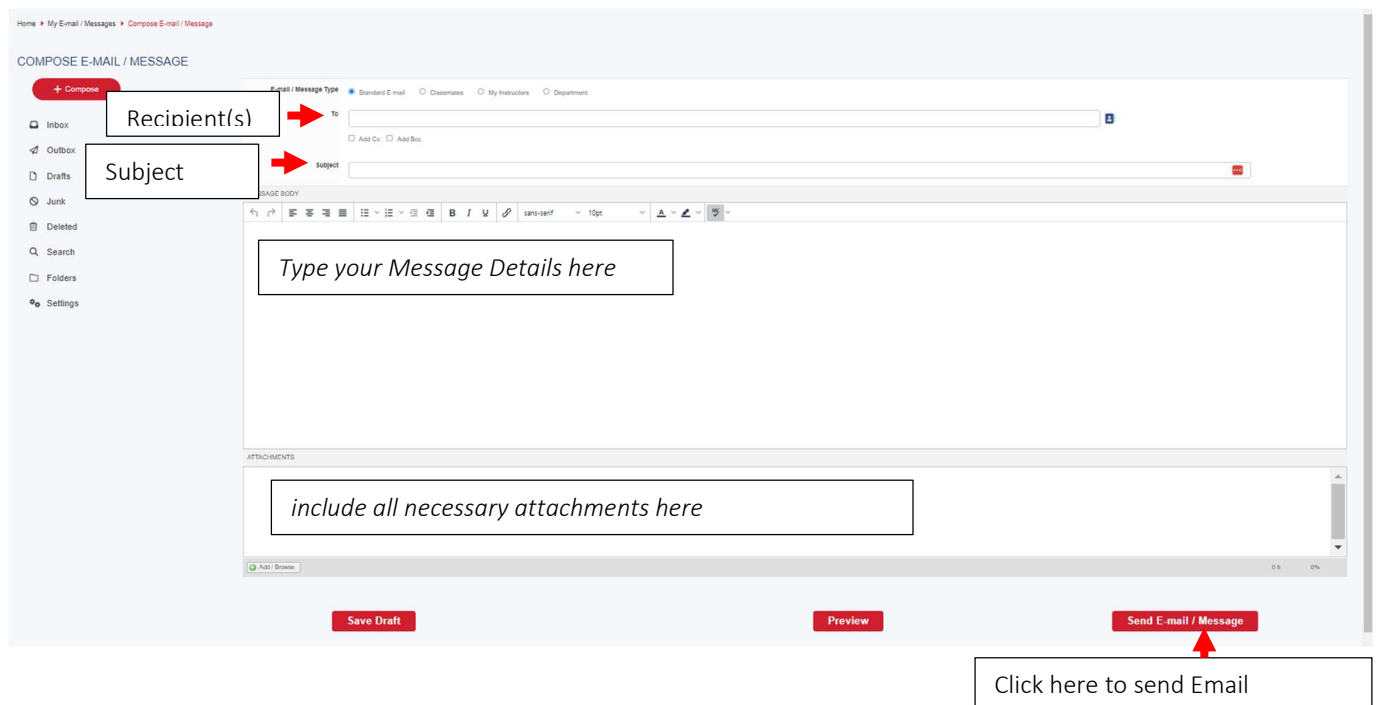 Home ▸ My E-mail / Messages ▸ Compose E-mail / Message
COMPOSE E-MAIL / MESSAGE
+ Compose
Inbox
Outbox
Drafts
Junk
Deleted
Search
Folders
Settings
E-mail / Message Type Standard E-mail Classmates My Instructors Department
Recipient(s)
To
Add Cc Add Bcc
Subject
Subject
SSAGE BODY
B I U sans-serif 10pt A
Type your Message Details here
ATTACHMENTS
include all necessary attachments here
Add / Browse 0 b 0%
Save Draft Preview Send E-mail / Message
Click here to send Email